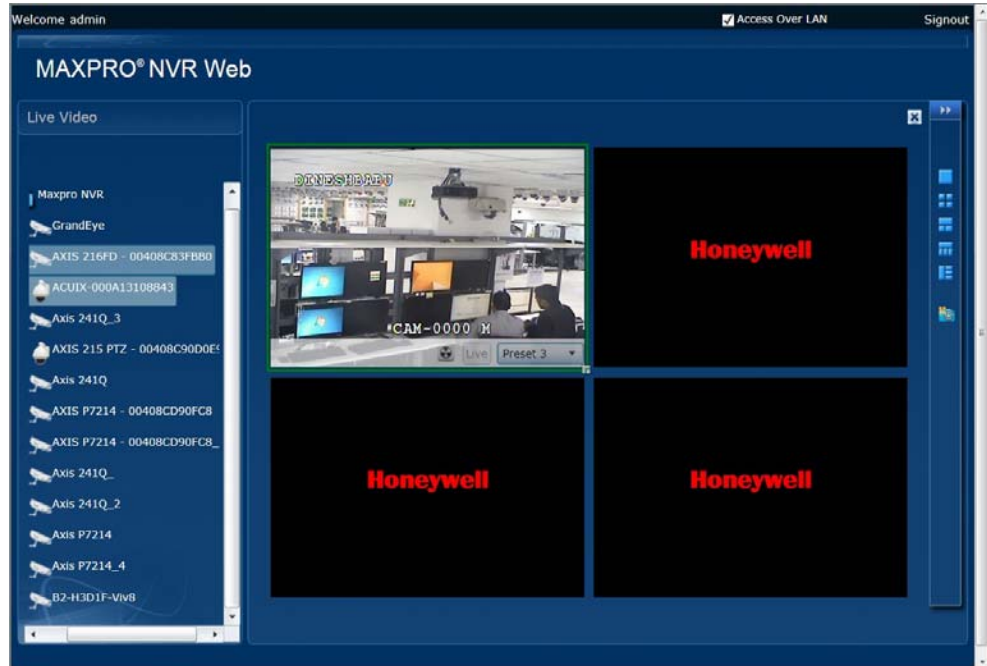 Welcome admin
Access Over LAN
Signout
MAXPRO® NVR Web
Live Video
Maxpro NVR
GrandEye
AXIS 216FD - 00408C83FBB0
ACUIX-000A13108843
Axis 241Q_3
AXIS 215 PTZ - 00408C90D0E
Axis 241Q
AXIS P7214 - 00408CD90FC8
AXIS P7214 - 00408CD90FC8_
Axis 241Q_
Axis 241Q_2
Axis P7214
Axis P7214_4
B2-H3D1F-Viv8
DINESHBABU
CAM-0000 M
Live
Preset 3
Honeywell
Honeywell
Honeywell